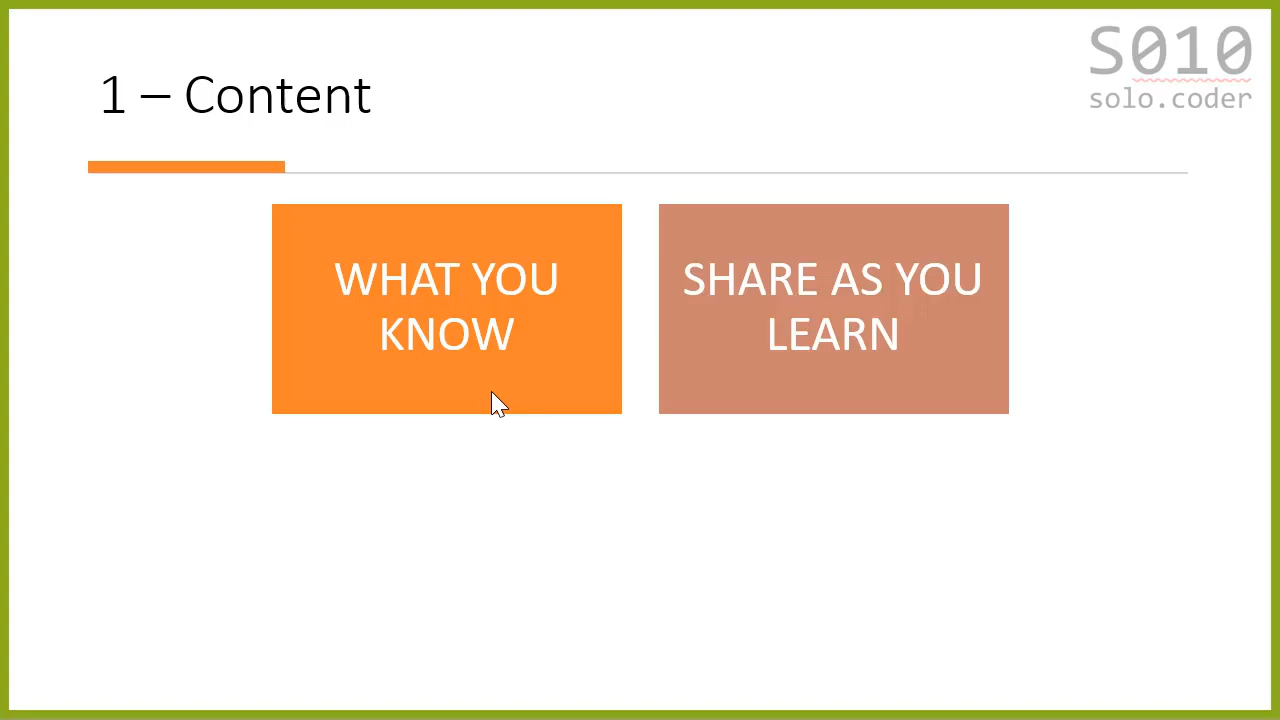 S010
solo.coder
1 – Content
WHAT YOU
KNOW
SHARE AS YOU
LEARN